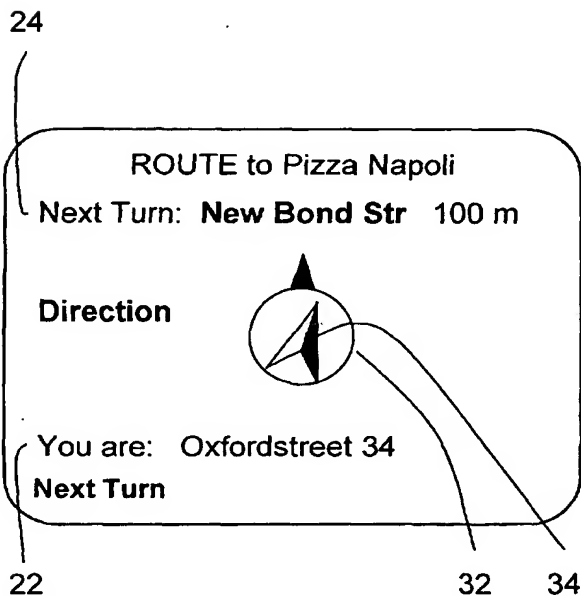 24
ROUTE to Pizza Napoli
Next Turn: New Bond Str 100 m
Direction
You are: Oxfordstreet 34
Next Turn
22 32 34